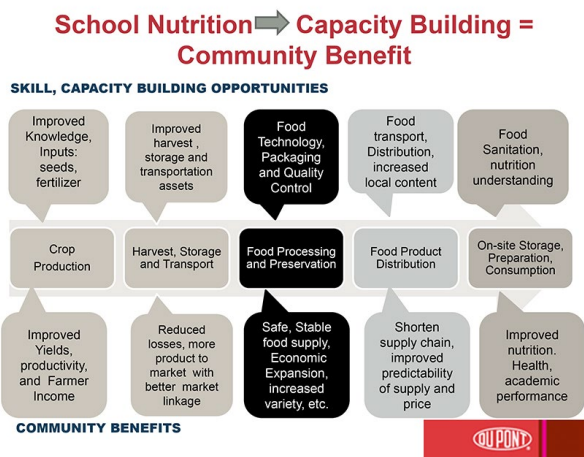 School Nutrition Capacity Building =
Community Benefit
SKILL, CAPACITY BUILDING OPPORTUNITIES
Improved
Knowledge,
Inputs:
seeds,
fertilizer
Improved
harvest ,
storage and
transportation
assets
Food
Technology,
Packaging
and Quality
Control
Food
transport,
Distribution,
increased
local content
Food
Sanitation,
nutrition
understanding
Crop
Production
Harvest, Storage
and Transport
Food Processing
and Preservation
Food Product
Distribution
On-site Storage,
Preparation,
Consumption
Improved
Yields,
productivity,
and Farmer
Income
Reduced
losses, more
product to
market with
better market
linkage
Safe, Stable
food supply,
Economic
Expansion,
increased
variety, etc.
Shorten
supply chain,
improved
predictability
of supply and
price
Improved
nutrition.
Health,
academic
performance
COMMUNITY BENEFITS
DUPONT